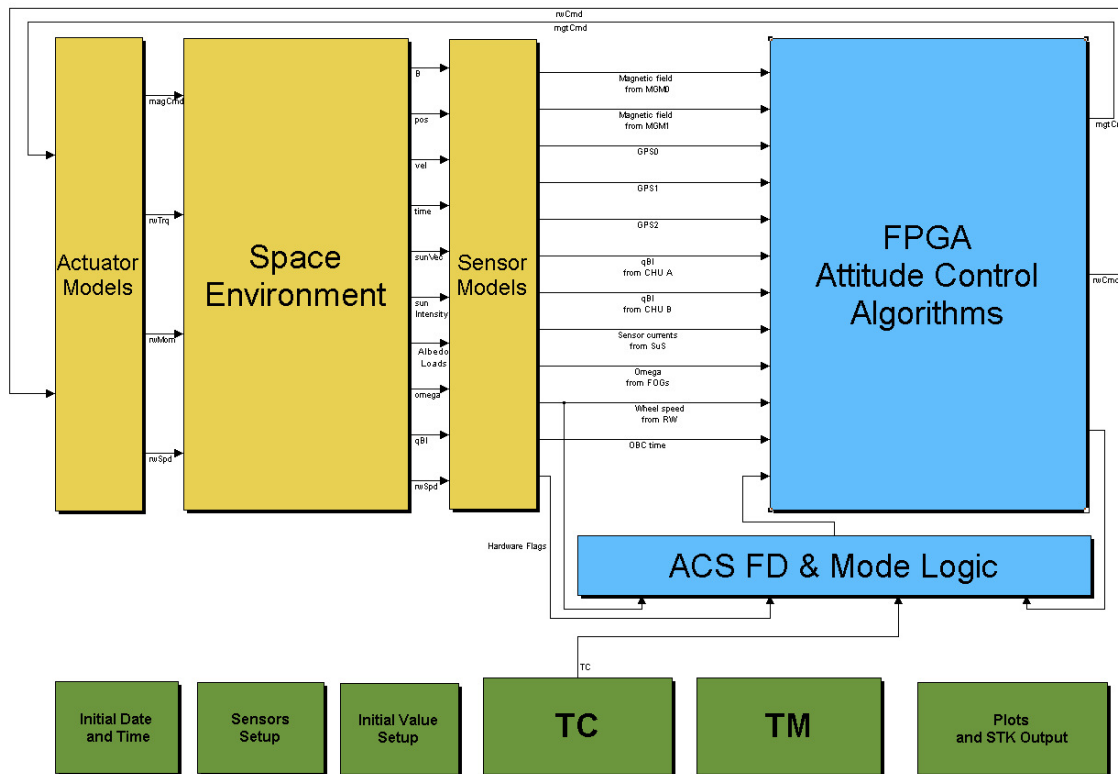 rwCmd
mgtCmd
magCmd
rwTrq
rwMom
rwSpd
Actuator
Models
Space
Environment
B
pos
vel
time
sunVec
sun
Intensity
Albedo
Loads
omega
qBI
rwSpd
Sensor
Models
Magnetic field
from MGM0
Magnetic field
from MGM1
GPS0
GPS1
GPS2
qBI
from CHU A
qBI
from CHU B
Sensor currents
from SuS
Omega
from FOGs
Wheel speed
from RW
OBC time
Hardware Flags
FPGA
Attitude Control
Algorithms
mgtCm
rwCmd
ACS FD & Mode Logic
TC
Initial Date
and Time
Sensors
Setup
Initial Value
Setup
TC
TM
Plots
and STK Output